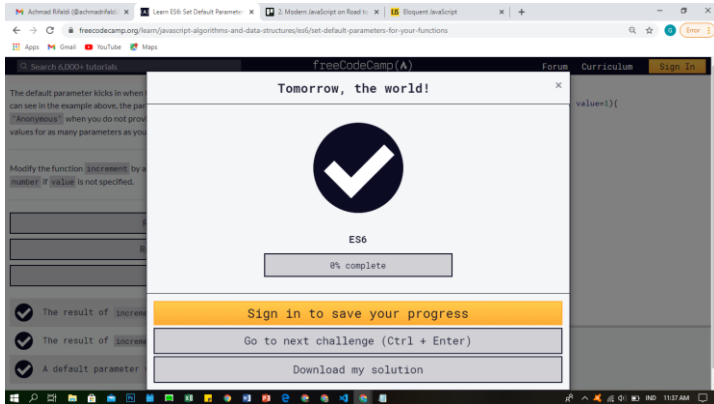 Achmad Rifaldi (@achmadrifaldi
Learn ES6: Set Default Parameter
2. Modern JavaScript on Road to
Eloquent JavaScript
freecodecamp.org/learn/javascript-algorithms-and-data-structures/es6/set-default-parameters-for-your-functions
G
Error
Apps
Gmail
YouTube
Maps
Search 6,000+ tutorials
freeCodeCamp(🔥)
Forum
Curriculum
Sign In
The default parameter kicks in when
can see in the example above, the par
"Anonymous" when you do not provi
values for as many parameters as you
Modify the function increment by a
number if value is not specified.
R
R
The result of increme
The result of increme
A default parameter
value=1){
Tomorrow, the world!
×
ES6
0% complete
Sign in to save your progress
Go to next challenge (Ctrl + Enter)
Download my solution
IND
11:37 AM